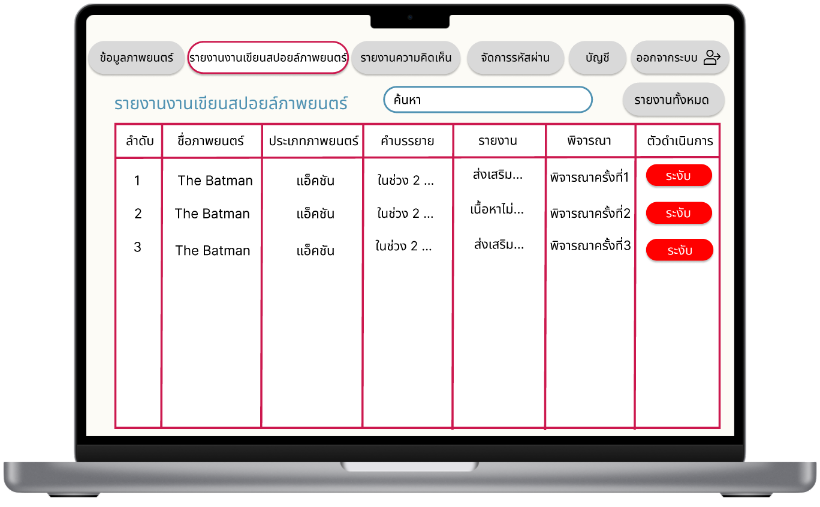 ข้อมูลภาพยนตร์ รายงานงานเขียนสปอยล์ภาพยนตร์ รายงานความคิดเห็น จัดการรหัสผ่าน บัญชี ออกจากระบบ
รายงานงานเขียนสปอยล์ภาพยนตร์ ค้นหา รายงานทั้งหมด
ลำดับ ชื่อภาพยนตร์ ประเภทภาพยนตร์ คำบรรยาย รายงาน พิจารณา ตัวดำเนินการ
1 The Batman แอ็คชัน ในช่วง 2 ... ส่งเสริม... พิจารณาครั้งที่1 ระงับ
2 The Batman แอ็คชัน ในช่วง 2 ... เนื้อหาไม่... พิจารณาครั้งที่2 ระงับ
3 The Batman แอ็คชัน ในช่วง 2 ... ส่งเสริม... พิจารณาครั้งที่3 ระงับ